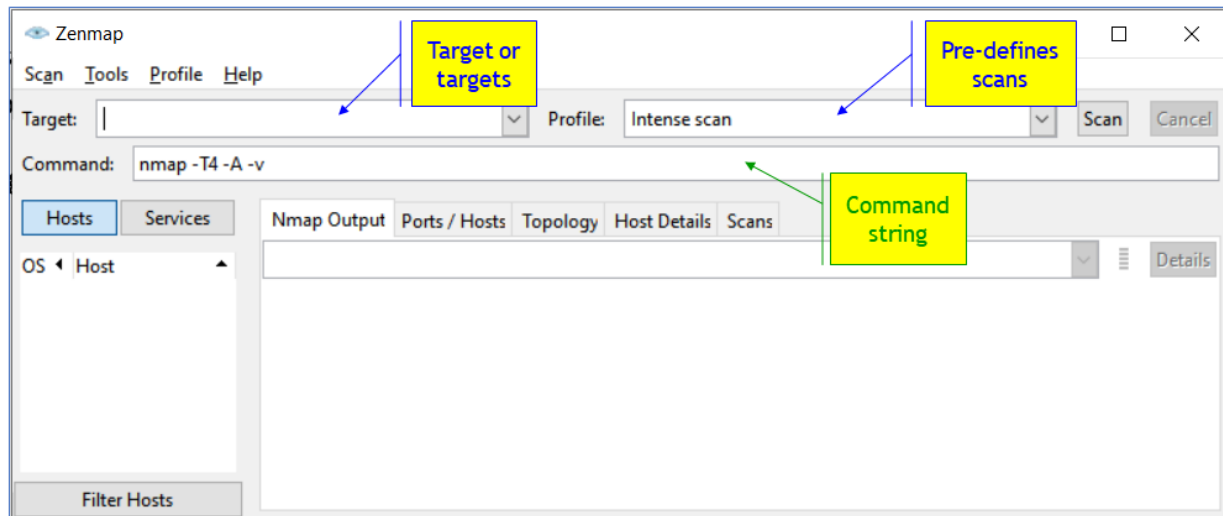 Zenmap
Target or
targets
Pre-defines
scans
Scan Tools Profile Help
Target: Profile: Intense scan Scan Cancel
Command: nmap -T4 -A -v
Command
string
Hosts Services Nmap Output Ports / Hosts Topology Host Details Scans
OS Host Details
Filter Hosts